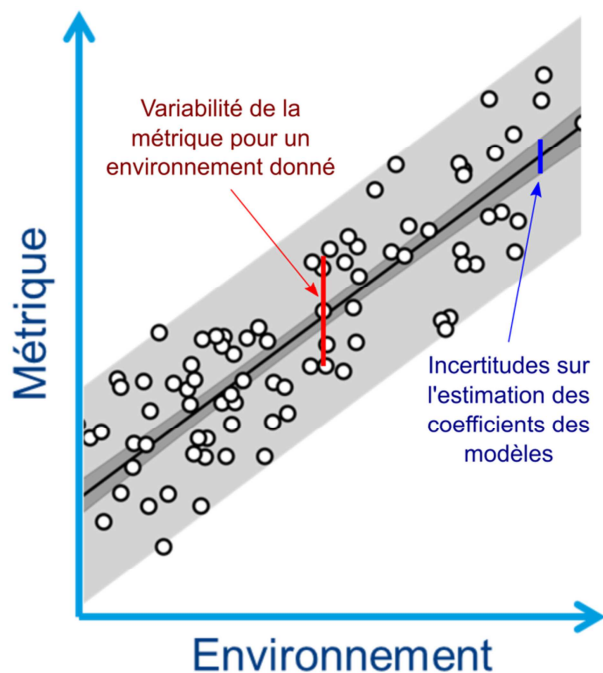 Variabilité de la
métrique pour un
environnement donné
Métrique
Incertitudes sur
l'estimation des
coefficients des
modèles
Environnement